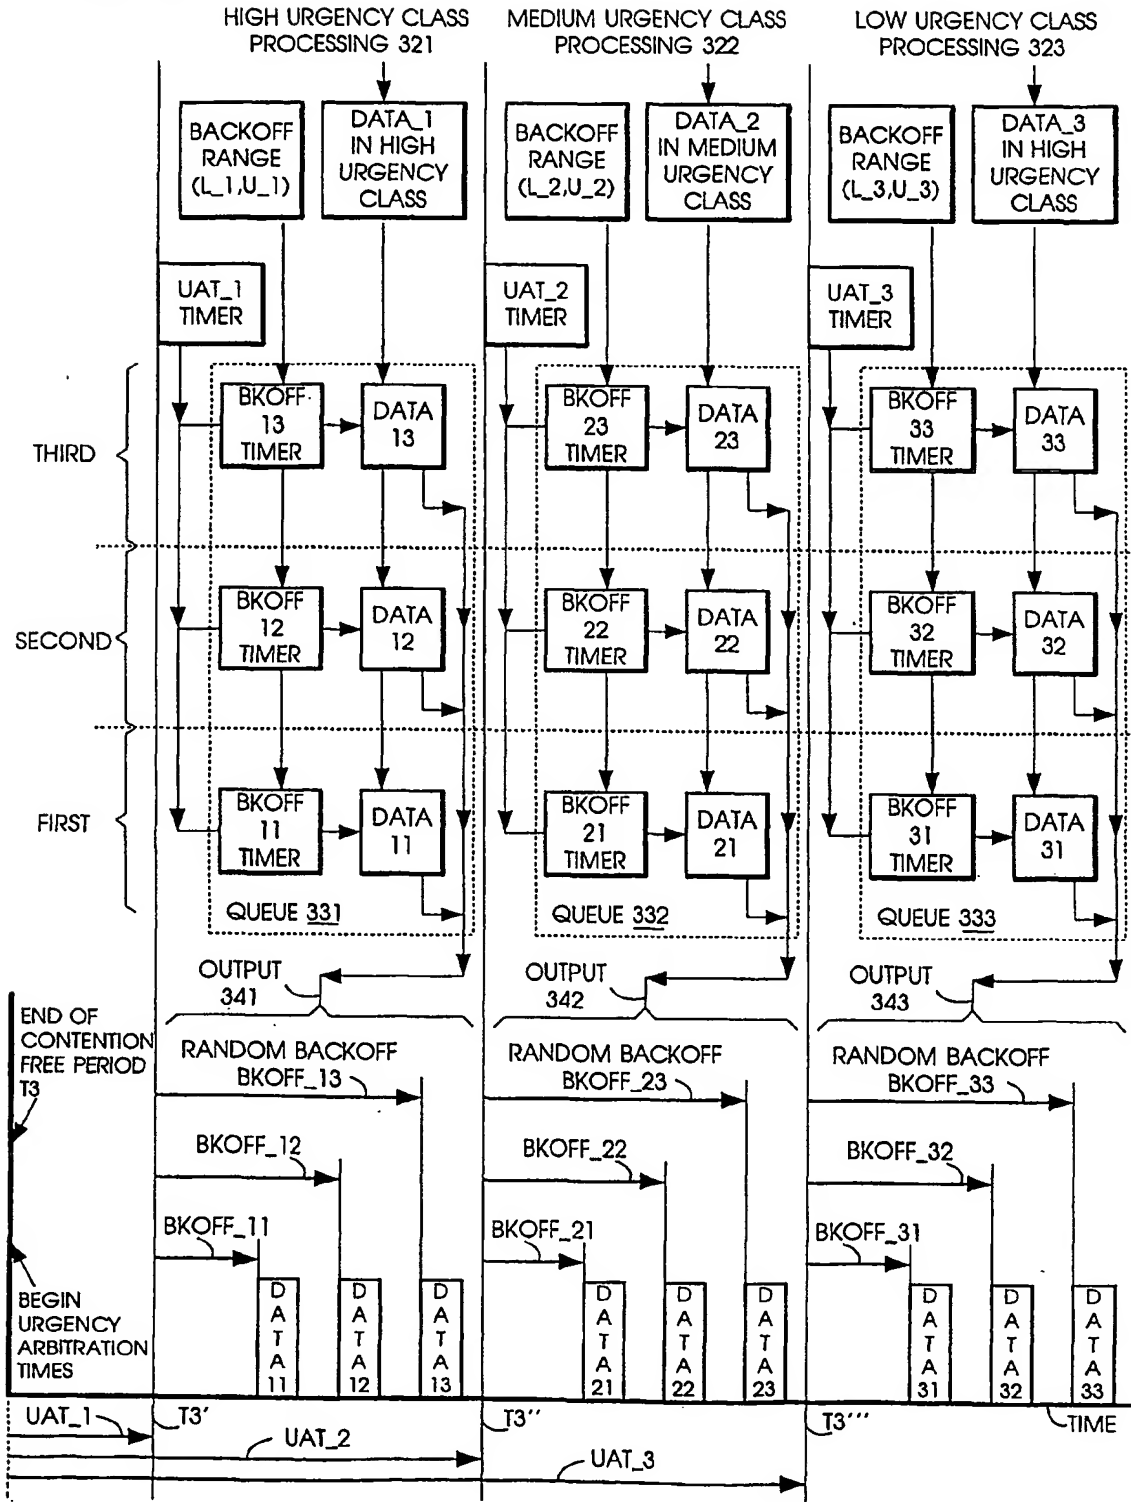 HIGH URGENCY CLASS
PROCESSING 321
MEDIUM URGENCY CLASS
PROCESSING 322
LOW URGENCY CLASS
PROCESSING 323
BACKOFF
RANGE
(L_1,U_1)
DATA_1
IN HIGH
URGENCY
CLASS
BACKOFF
RANGE
(L_2,U_2)
DATA_2
IN MEDIUM
URGENCY
CLASS
BACKOFF
RANGE
(L_3,U_3)
DATA_3
IN HIGH
URGENCY
CLASS
UAT_1
TIMER
UAT_2
TIMER
UAT_3
TIMER
THIRD
BKOFF
13
TIMER
DATA
13
BKOFF
23
TIMER
DATA
23
BKOFF
33
TIMER
DATA
33
SECOND
BKOFF
12
TIMER
DATA
12
BKOFF
22
TIMER
DATA
22
BKOFF
32
TIMER
DATA
32
FIRST
BKOFF
11
TIMER
DATA
11
BKOFF
21
TIMER
DATA
21
BKOFF
31
TIMER
DATA
31
QUEUE 331
QUEUE 332
QUEUE 333
OUTPUT
341
OUTPUT
342
OUTPUT
343
END OF
CONTENTION
FREE PERIOD
T3
RANDOM BACKOFF
BKOFF_13
RANDOM BACKOFF
BKOFF_23
RANDOM BACKOFF
BKOFF_33
BKOFF_12
BKOFF_22
BKOFF_32
BKOFF_11
BKOFF_21
BKOFF_31
BEGIN
URGENCY
ARBITRATION
TIMES
DATA 11
DATA 12
DATA 13
DATA 21
DATA 22
DATA 23
DATA 31
DATA 32
DATA 33
UAT_1
T3'
T3''
T3'''
TIME
UAT_2
UAT_3